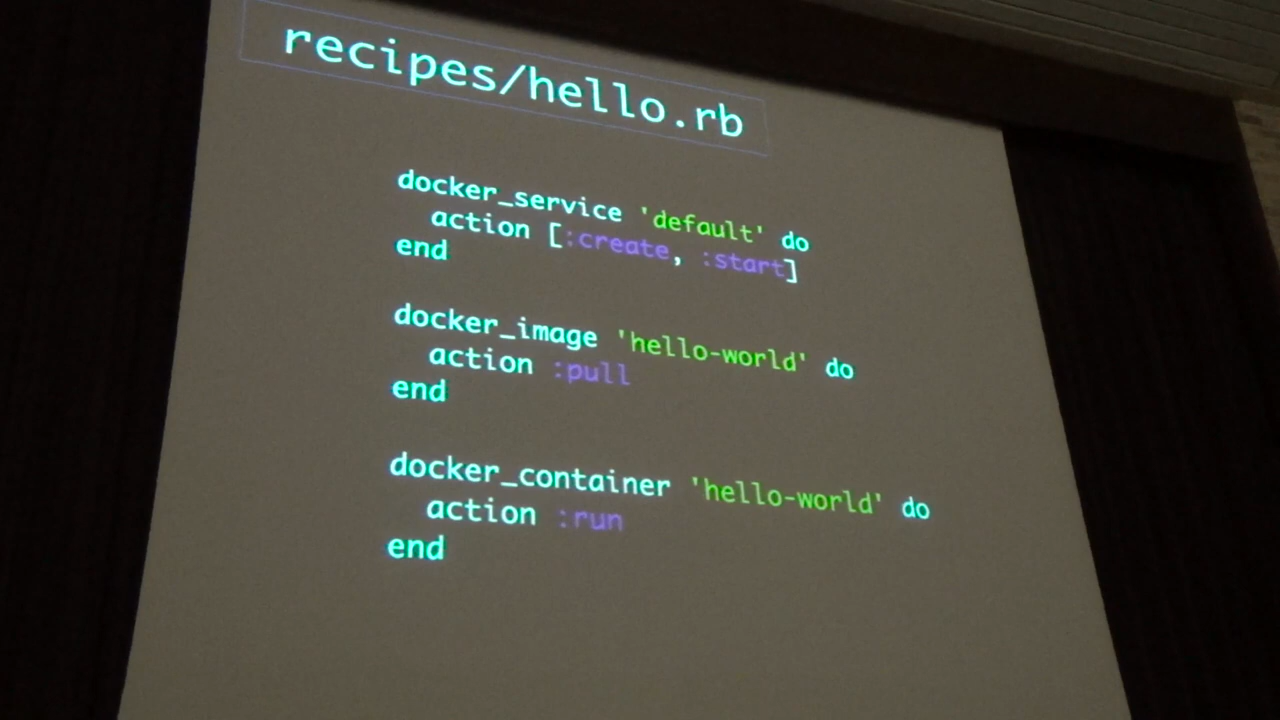 recipes/hello.rb
docker_service 'default' do
  action [:create, :start]
end
docker_image 'hello-world' do
  action :pull
end
docker_container 'hello-world' do
  action :run
end